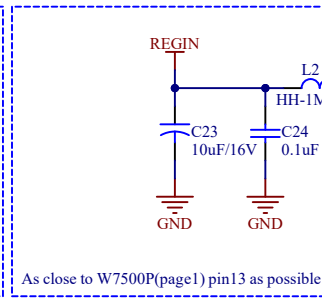 REGIN
L2
HH-1M
C23
10uF/16V
C24
0.1uF
GND
GND
As close to W7500P(page1) pin13 as possible